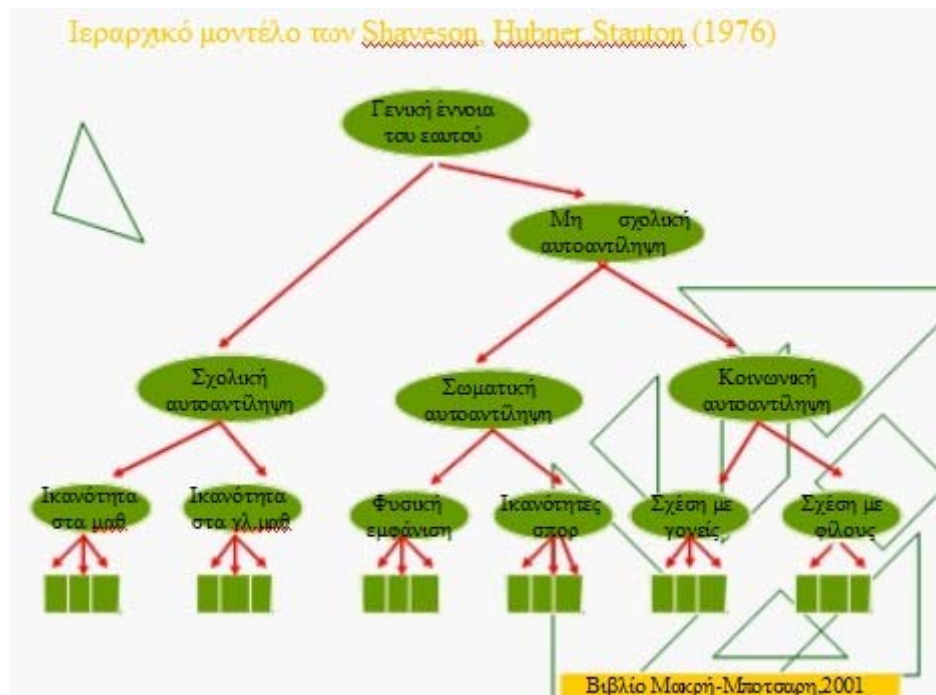 Ιεραρχικό μοντέλο των Shaveson, Hubner Stanton (1976)
Γενική έννοια
του εαυτού
Μη σχολική
αυτοαντίληψη
Σχολική
αυτοαντίληψη
Σωματική
αυτοαντίληψη
Κοινωνική
αυτοαντίληψη
Ικανότητα
στα μαθ
Ικανότητα
στα γλ.μαθ
Φυσική
εμφάνιση
Ικανότητες
σπορ
Σχέση με
γονείς,
Σχέση με
φίλους
Βιβλίο Μακρή-Μποτσαρη,2001